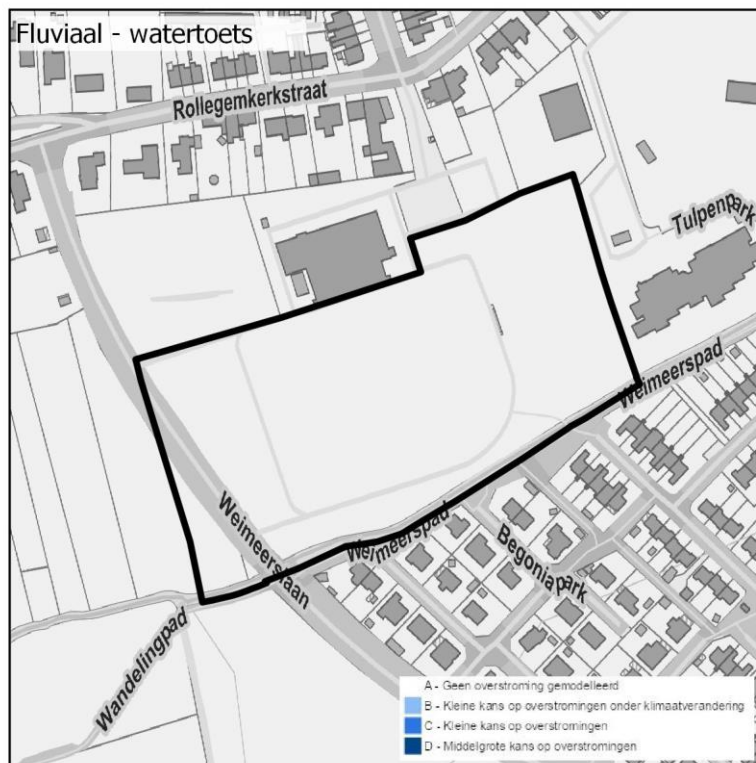 Fluviaal - watertoets
Rollegemkerkstraat
Tulpenpark
Weimeerspad
Weimeerslaan
Weimeerspad
Begoniapark
Wandelingpad
A - Geen overstroming gemodelleerd
B - Kleine kans op overstromingen onder klimaatverandering
C - Kleine kans op overstromingen
D - Middelgrote kans op overstromingen